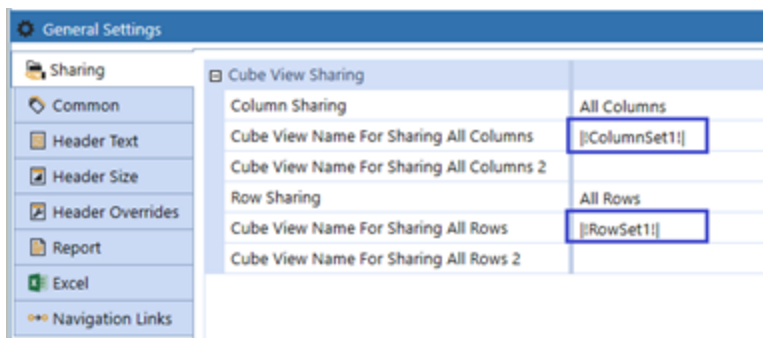 General Settings
Sharing
Common
Header Text
Header Size
Header Overrides
Report
Excel
Navigation Links
Cube View Sharing
Column Sharing All Columns
Cube View Name For Sharing All Columns |!ColumnSet1!|
Cube View Name For Sharing All Columns 2
Row Sharing All Rows
Cube View Name For Sharing All Rows |!RowSet1!|
Cube View Name For Sharing All Rows 2